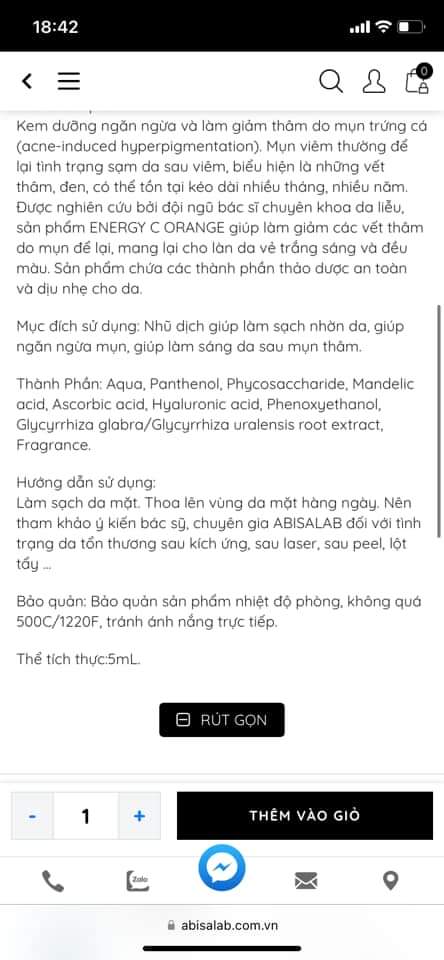 18:42
0
Kem dưỡng ngăn ngừa và làm giảm thâm do mụn trứng cá
(acne-induced hyperpigmentation). Mụn viêm thường để
lại tình trạng sạm da sau viêm, biểu hiện là những vết
thâm, đen, có thể tồn tại kéo dài nhiều tháng, nhiều năm.
Được nghiên cứu bởi đội ngũ bác sĩ chuyên khoa da liễu,
sản phẩm ENERGY C ORANGE giúp làm giảm các vết thâm
do mụn để lại, mang lại cho làn da vẻ trắng sáng và đều
màu. Sản phẩm chứa các thành phần thảo dược an toàn
và dịu nhẹ cho da.
Mục đích sử dụng: Nhũ dịch giúp làm sạch nhờn da, giúp
ngăn ngừa mụn, giúp làm sáng da sau mụn thâm.
Thành Phần: Aqua, Panthenol, Phycosaccharide, Mandelic
acid, Ascorbic acid, Hyaluronic acid, Phenoxyethanol,
Glycyrrhiza glabra/Glycyrrhiza uralensis root extract,
Fragrance.
Hướng dẫn sử dụng:
Làm sạch da mặt. Thoa lên vùng da mặt hàng ngày. Nên
tham khảo ý kiến bác sỹ, chuyên gia ABISALAB đối với tình
trạng da tổn thương sau kích ứng, sau laser, sau peel, lột
tẩy ...
Bảo quản: Bảo quản sản phẩm nhiệt độ phòng, không quá
500C/1220F, tránh ánh nắng trực tiếp.
Thể tích thực:5mL.
RÚT GỌN
- 1 +
THÊM VÀO GIỎ
Zalo
abisalab.com.vn